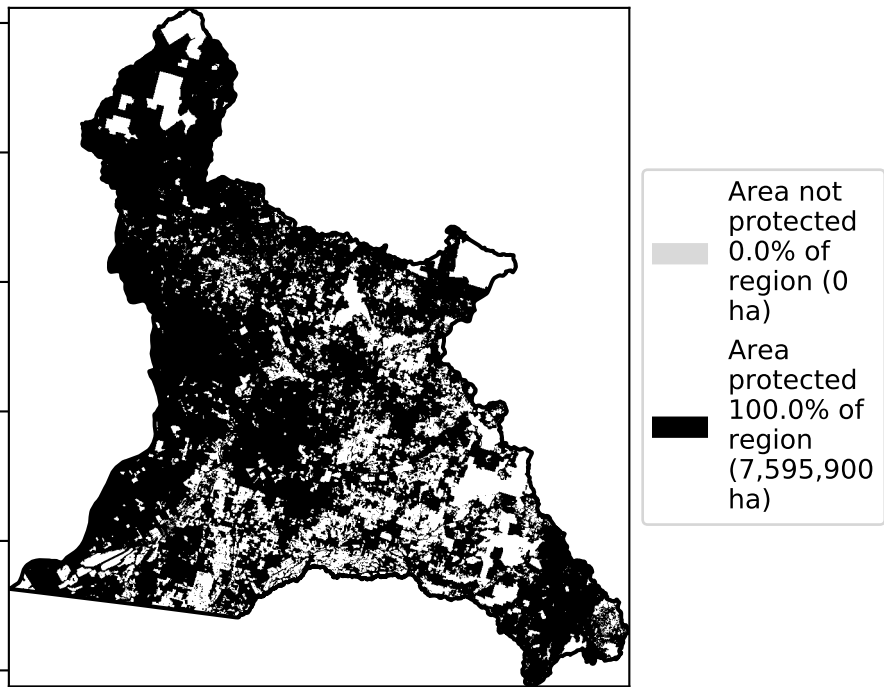 Area not
protected
0.0% of
region (0
ha)
Area
protected
100.0% of
region
(7,595,900
ha)